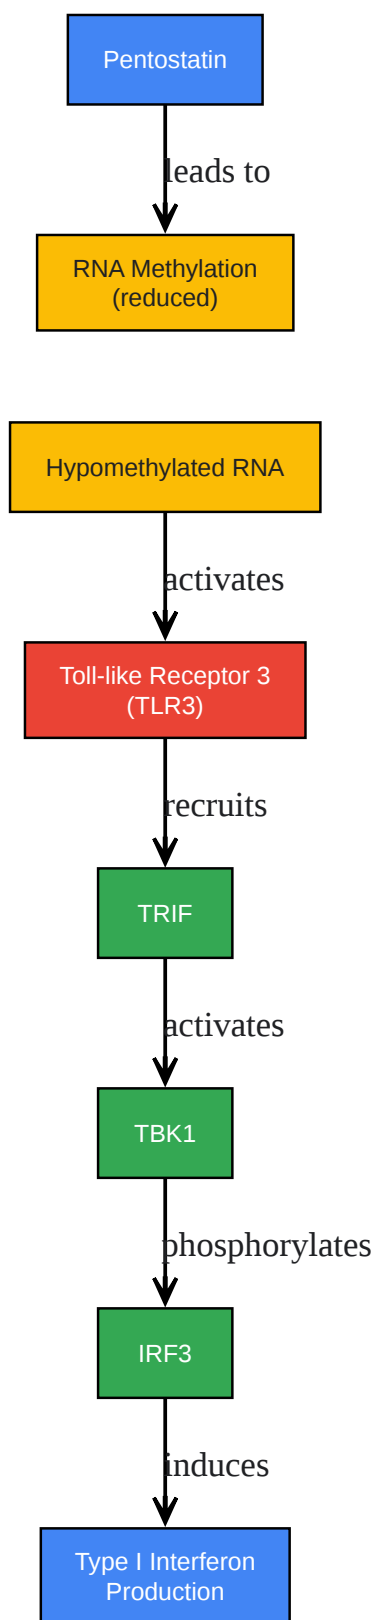 Pentostatin
leads to
RNA Methylation
(reduced)
Hypomethylated RNA
activates
Toll-like Receptor 3
(TLR3)
recruits
TRIF
activates
TBK1
phosphorylates
IRF3
induces
Type I Interferon
Production